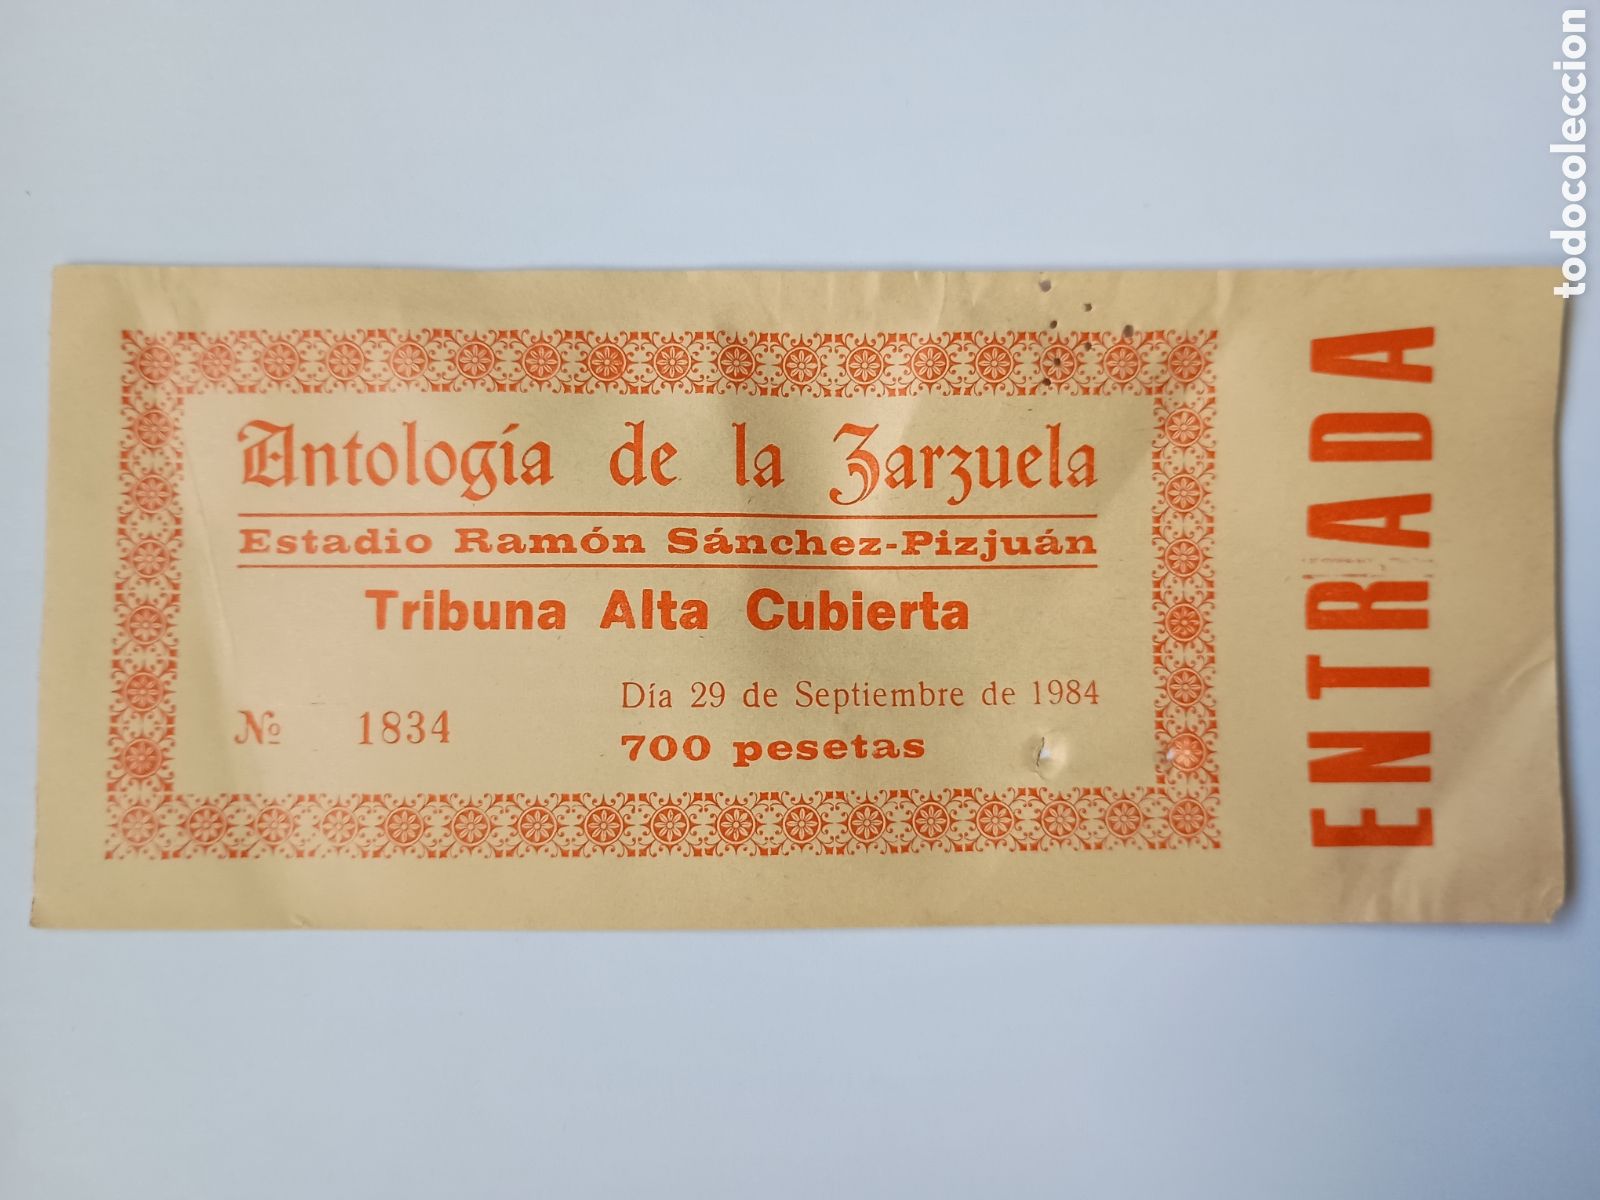 Antología de la Zarzuela
Estadio Ramón Sánchez-Pizjuán
Tribuna Alta Cubierta
Día 29 de Septiembre de 1984
Nº 1834
700 pesetas
ENTRADA
todocoleccion